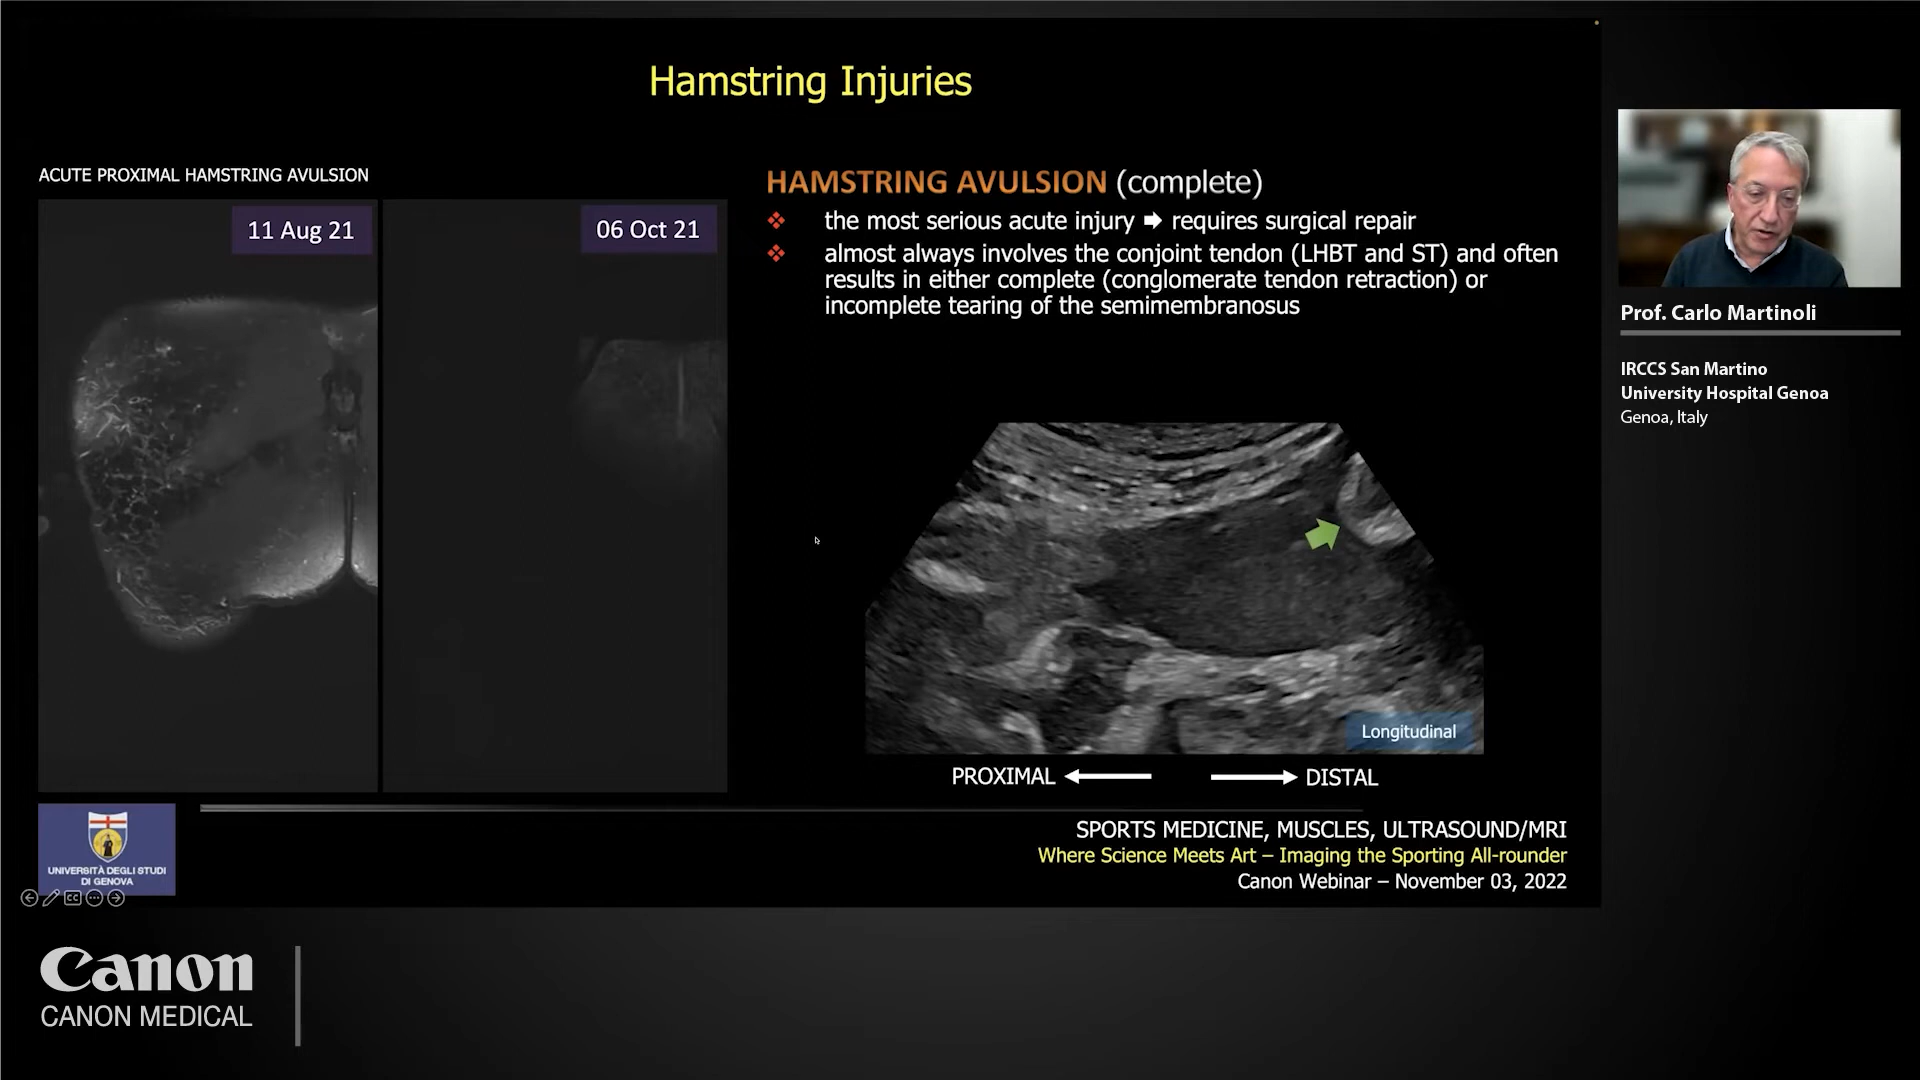 Hamstring Injuries
ACUTE PROXIMAL HAMSTRING AVULSION
11 Aug 21
06 Oct 21
HAMSTRING AVULSION (complete)
the most serious acute injury ➡ requires surgical repair
almost always involves the conjoint tendon (LHBT and ST) and often
results in either complete (conglomerate tendon retraction) or
incomplete tearing of the semimembranosus
Longitudinal
PROXIMAL
DISTAL
UNIVERSITÀ DEGLI STUDI
DI GENOVA
SPORTS MEDICINE, MUSCLES, ULTRASOUND/MRI
Where Science Meets Art – Imaging the Sporting All-rounder
Canon Webinar – November 03, 2022
Prof. Carlo Martinoli
IRCCS San Martino
University Hospital Genoa
Genoa, Italy
CC
Canon
CANON MEDICAL